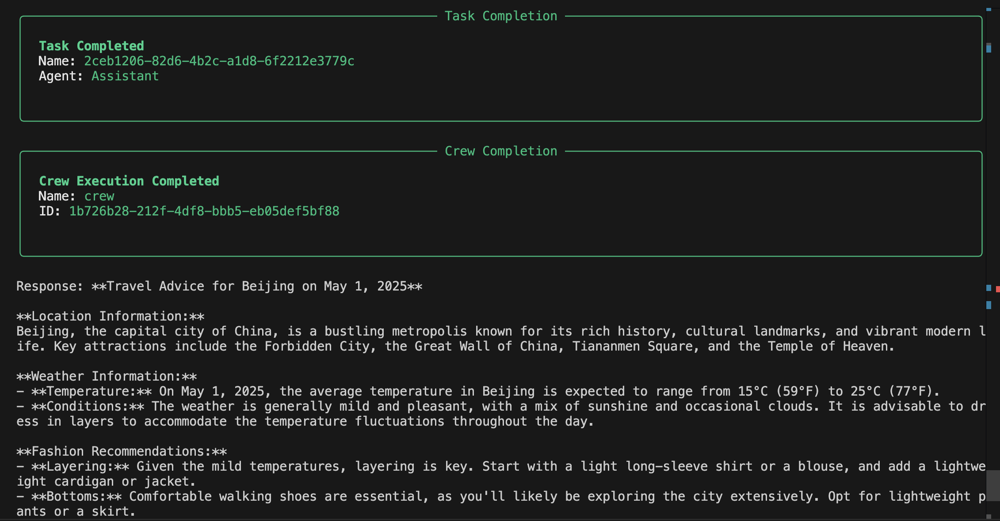 Task Completion
Task Completed
Name: 2ceb1206-82d6-4b2c-a1d8-6f2212e3779c
Agent: Assistant
Crew Completion
Crew Execution Completed
Name: crew
ID: 1b726b28-212f-4df8-bbb5-eb05def5bf88
Response: **Travel Advice for Beijing on May 1, 2025**
**Location Information:**
Beijing, the capital city of China, is a bustling metropolis known for its rich history, cultural landmarks, and vibrant modern l
ife. Key attractions include the Forbidden City, the Great Wall of China, Tiananmen Square, and the Temple of Heaven.
**Weather Information:**
- **Temperature:** On May 1, 2025, the average temperature in Beijing is expected to range from 15°C (59°F) to 25°C (77°F).
- **Conditions:** The weather is generally mild and pleasant, with a mix of sunshine and occasional clouds. It is advisable to dr
ess in layers to accommodate the temperature fluctuations throughout the day.
**Fashion Recommendations:**
- **Layering:** Given the mild temperatures, layering is key. Start with a light long-sleeve shirt or a blouse, and add a lightwe
ight cardigan or jacket.
- **Bottoms:** Comfortable walking shoes are essential, as you'll likely be exploring the city extensively. Opt for lightweight p
ants or a skirt.